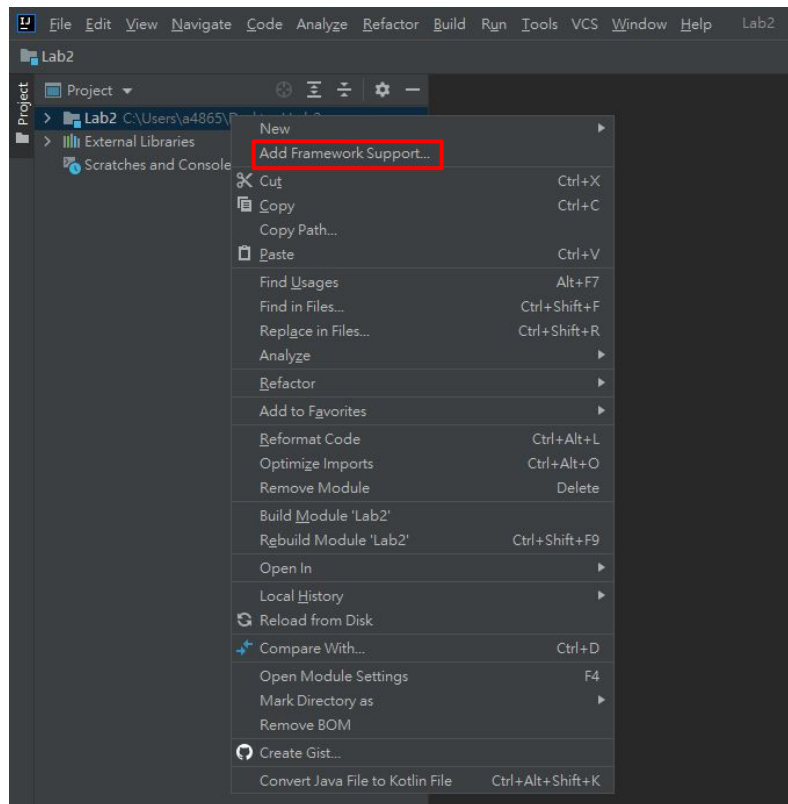 IJ File Edit View Navigate Code Analyze Refactor Build Run Tools VCS Window Help Lab2
Lab2
Project
Project
Lab2 C:\Users\a4865\
External Libraries
Scratches and Console
New
Add Framework Support...
Cut Ctrl+X
Copy Ctrl+C
Copy Path...
Paste Ctrl+V
Find Usages Alt+F7
Find in Files... Ctrl+Shift+F
Replace in Files... Ctrl+Shift+R
Analyze
Refactor
Add to Favorites
Reformat Code Ctrl+Alt+L
Optimize Imports Ctrl+Alt+O
Remove Module Delete
Build Module 'Lab2'
Rebuild Module 'Lab2' Ctrl+Shift+F9
Open In
Local History
Reload from Disk
Compare With... Ctrl+D
Open Module Settings F4
Mark Directory as
Remove BOM
Create Gist...
Convert Java File to Kotlin File Ctrl+Alt+Shift+K